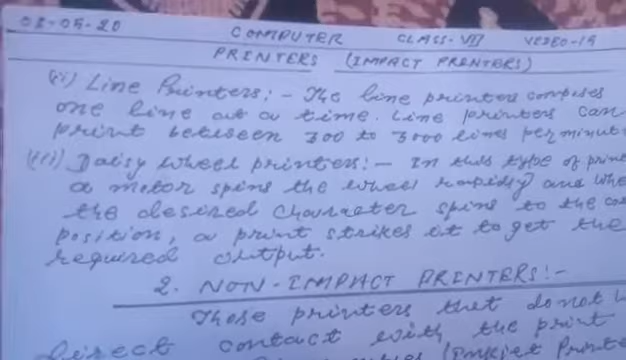 08-05-20 COMPUTER CLASS-VII VEDEO-15
PRINTERS (IMPACT PRINTERS)
(ii) Line Printers:- The line printers composes
one line at a time. Line printers can
print between 300 to 3000 lines per minute
(iii) Daisy wheel printers:- In this type of
a motor spins the wheel rapidly and
the desired character spins to the
position, a print strikes it to get the
required output.
2. NON-IMPACT PRINTERS:-
Those printers that do not
direct contact with the print
(Inkjet